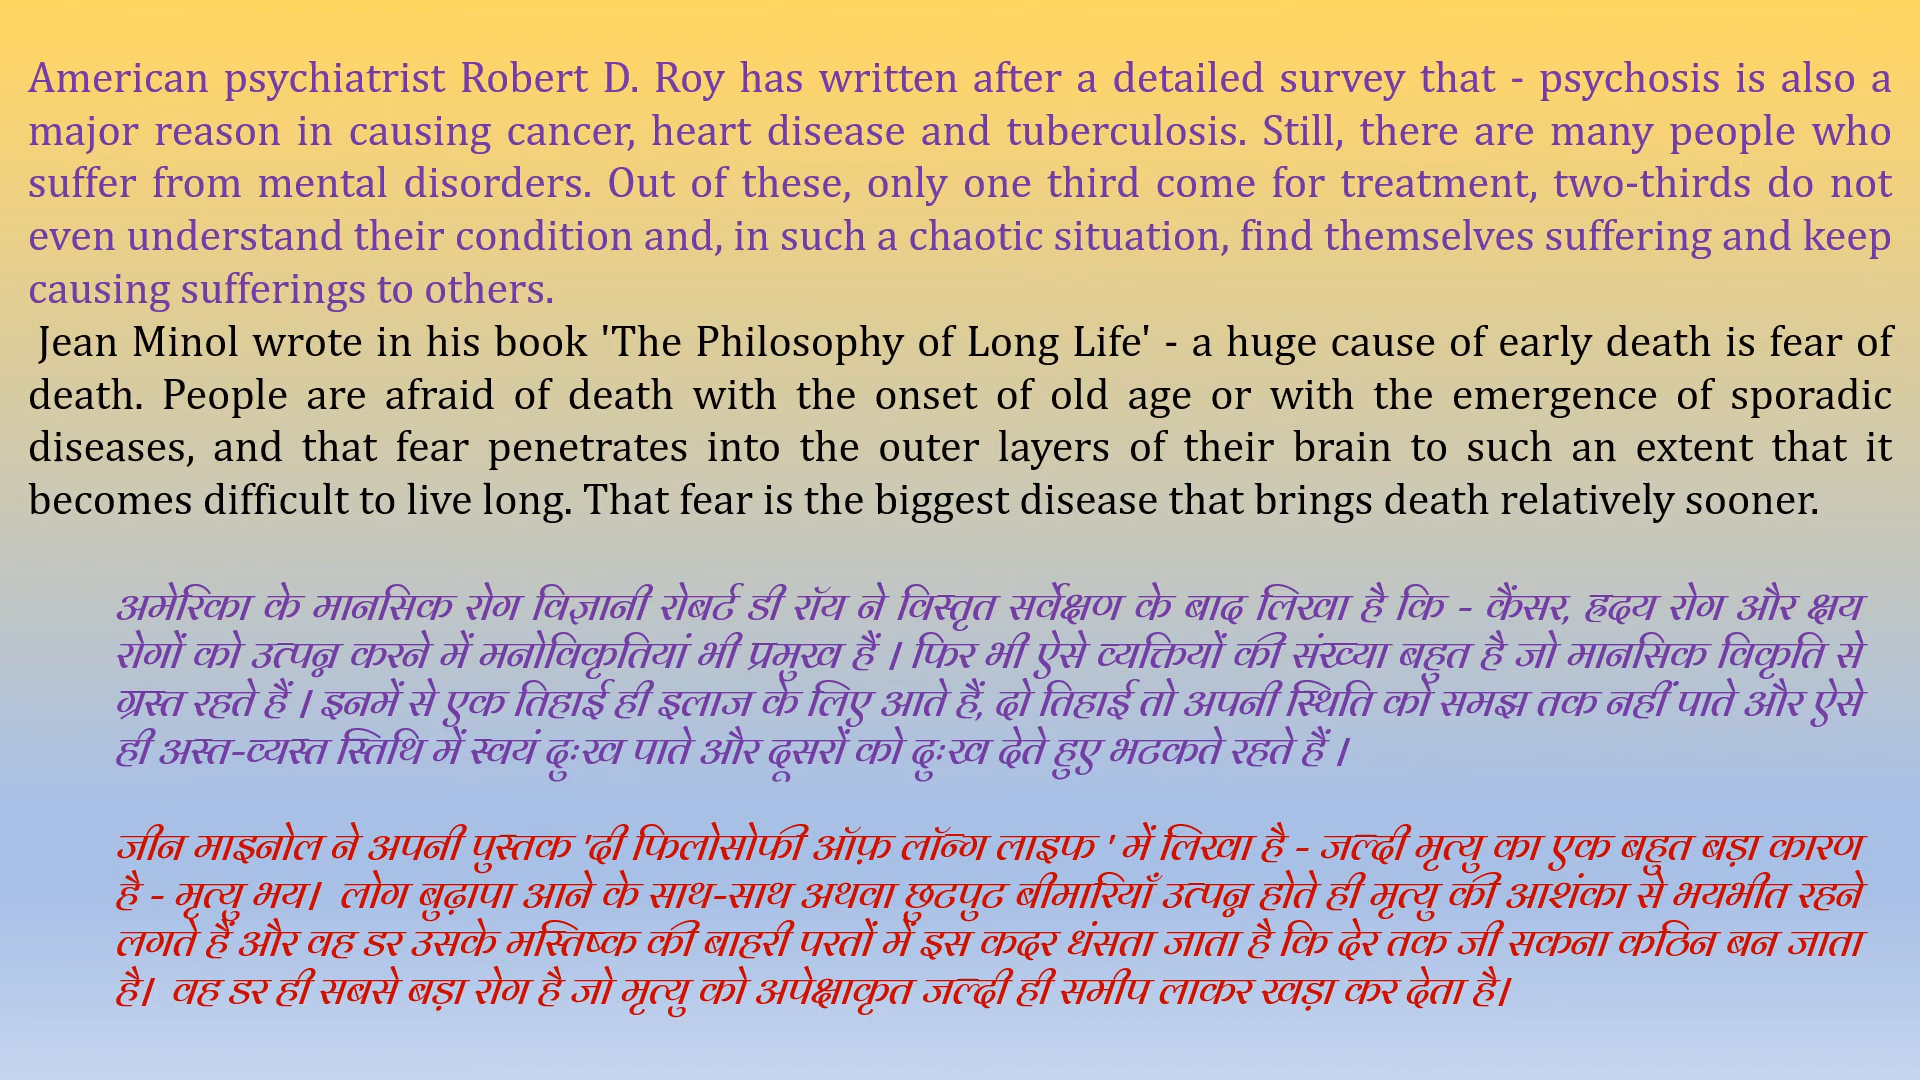 American psychiatrist Robert D. Roy has written after a detailed survey that - psychosis is also a
major reason in causing cancer, heart disease and tuberculosis. Still, there are many people who
suffer from mental disorders. Out of these, only one third come for treatment, two-thirds do not
even understand their condition and, in such a chaotic situation, find themselves suffering and keep
causing sufferings to others.
Jean Minol wrote in his book 'The Philosophy of Long Life' - a huge cause of early death is fear of
death. People are afraid of death with the onset of old age or with the emergence of sporadic
diseases, and that fear penetrates into the outer layers of their brain to such an extent that it
becomes difficult to live long. That fear is the biggest disease that brings death relatively sooner.
अमेरिका के मानसिक रोग विज्ञानी रोबर्ट डी रॉय ने विस्तृत सर्वेक्षण के बाद लिखा है कि - कैंसर, ह्रदय रोग और क्षय
रोगों को उत्पन्न करने में मनोविकृतियां भी प्रमुख हैं । फिर भी ऐसे व्यक्तियों की संख्या बहुत है जो मानसिक विकृति से
ग्रस्त रहते हैं । इनमें से एक तिहाई ही इलाज के लिए आते हैं, दो तिहाई तो अपनी स्थिति को समझ तक नहीं पाते और ऐसे
ही अस्त-व्यस्त स्तिथि में स्वयं दुःख पाते और दूसरों को दुःख देते हुए भटकते रहते हैं ।
जीन माइनोल ने अपनी पुस्तक 'दी फिलोसोफी ऑफ़ लॉन्ग लाइफ ' में लिखा है - जल्दी मृत्यु का एक बहुत बड़ा कारण
है - मृत्यु भय। लोग बुढ़ापा आने के साथ-साथ अथवा छुटपुट बीमारियाँ उत्पन्न होते ही मृत्यु की आशंका से भयभीत रहने
लगते हैं और वह डर उसके मस्तिष्क की बाहरी परतों में इस कदर धंसता जाता है कि देर तक जी सकना कठिन बन जाता
है। वह डर ही सबसे बड़ा रोग है जो मृत्यु को अपेक्षाकृत जल्दी ही समीप लाकर खड़ा कर देता है।